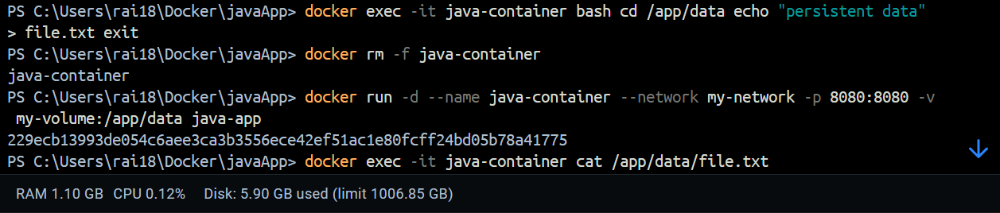 PS C:\Users\rai18\Docker\javaApp> docker exec -it java-container bash cd /app/data echo "persistent data"
> file.txt exit
PS C:\Users\rai18\Docker\javaApp> docker rm -f java-container
java-container
PS C:\Users\rai18\Docker\javaApp> docker run -d --name java-container --network my-network -p 8080:8080 -v
my-volume:/app/data java-app
229ecb13993de054c6aee3ca3b3556ece42ef51ac1e80fcff24bd05b78a41775
PS C:\Users\rai18\Docker\javaApp> docker exec -it java-container cat /app/data/file.txt
RAM 1.10 GB CPU 0.12% Disk: 5.90 GB used (limit 1006.85 GB)